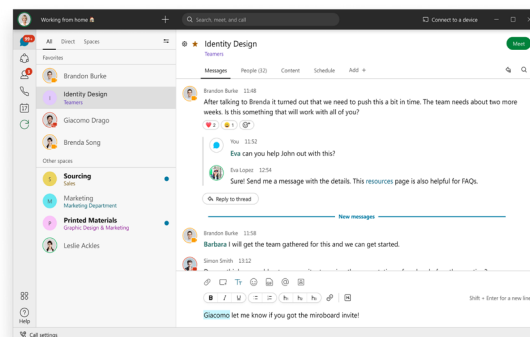 Working from home
Search, meet, and call
Connect to a device
99+
All
Direct
Spaces
Favorites
Brandon Burke
Identity Design
Teamers
Giacomo Drago
Brenda Song
Other spaces
Sourcing
Sales
Marketing
Marketing Department
Printed Materials
Graphic Design & Marketing
Leslie Ackles
Help
Call settings
Identity Design
Teamers
Meet
Messages
People (32)
Content
Schedule
Add +
Brandon Burke 11:48
After talking to Brenda it turned out that we need to push this a bit in time. The team needs about two more
weeks. Is this something that will work with all of you?
2
1
You 11:52
Eva can you help John out with this?
Eva Lopez 12:54
Sure! Send me a message with the details. This resources page is also helpful for FAQs.
Reply to thread
New messages
Brandon Burke 11:58
Barbara I will get the team gathered for this and we can get started.
Simon Smith 13:12
B I U
h1 h2 h3
Shift + Enter for a new line
Giacomo let me know if you got the miroboard invite!